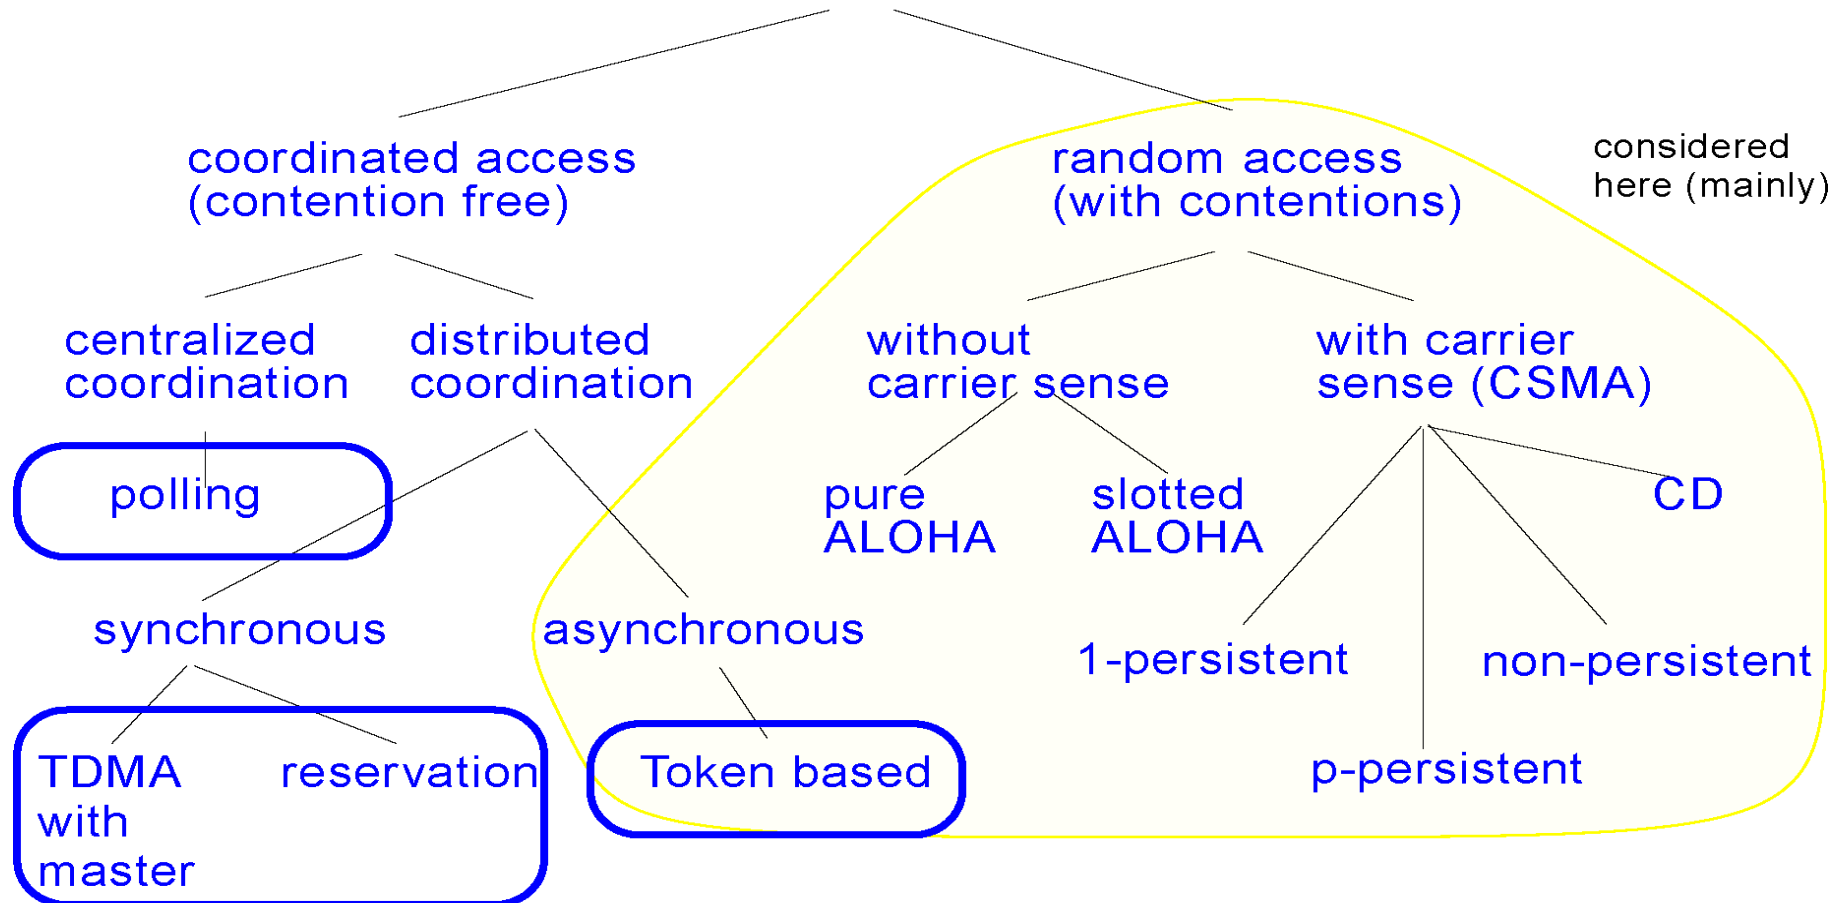 coordinated access
(contention free)
random access
(with contentions)
considered
here (mainly)
centralized
coordination
distributed
coordination
without
carrier sense
with carrier
sense (CSMA)
polling
pure
ALOHA
slotted
ALOHA
CD
synchronous
asynchronous
1-persistent
non-persistent
TDMA
with
master
reservation
Token based
p-persistent